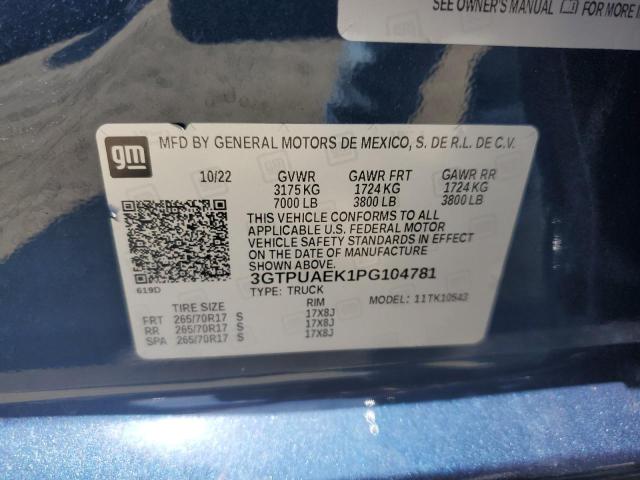 SEE OWNER'S MANUAL FOR MORE
gm
MFD BY GENERAL MOTORS DE MEXICO, S. DE R.L. DE C.V.
10/22 GVWR GAWR FRT GAWR RR
3175 KG 1724 KG 1724 KG
7000 LB 3800 LB 3800 LB
THIS VEHICLE CONFORMS TO ALL
APPLICABLE U.S. FEDERAL MOTOR
VEHICLE SAFETY STANDARDS IN EFFECT
ON THE DATE OF MANUFACTURE
SHOWN ABOVE
3GTPUAEK1PG104781
619D TYPE: TRUCK MODEL: 11TK10543
TIRE SIZE RIM
FRT 265/70R17 S 17X8J
RR 265/70R17 S 17X8J
SPA 265/70R17 S 17X8J